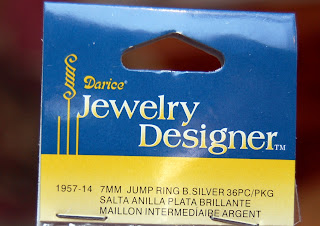 Darice®
Jewelry
Designer™
1957-14 7MM JUMP RING B.SILVER 36PC/PKG
SALTA ANILLA PLATA BRILLANTE
MAILLON INTERMEDIAIRE ARGENT